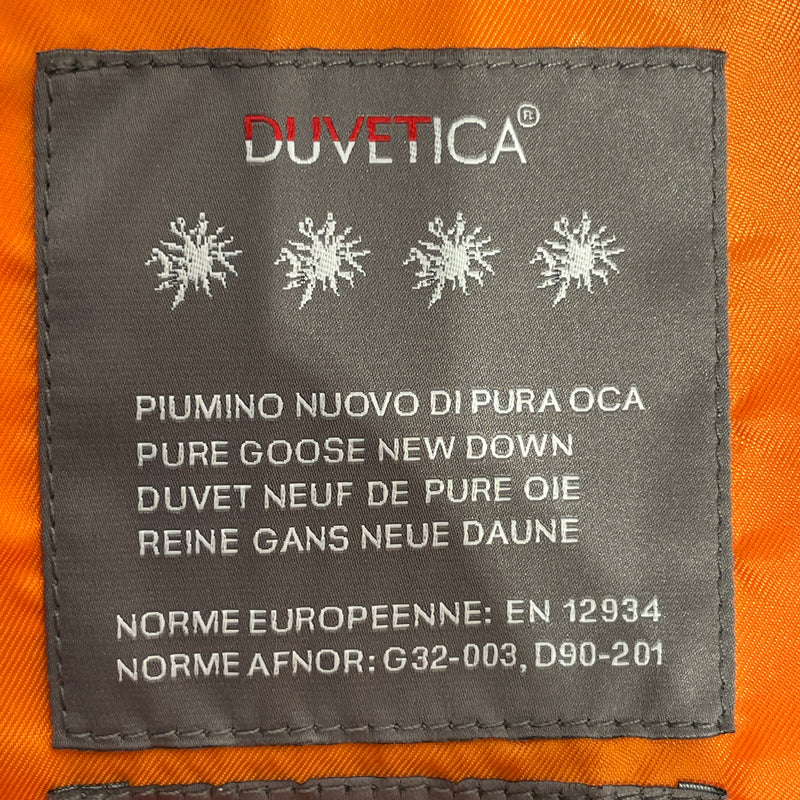 DUVETICA®
PIUMINO NUOVO DI PURA OCA
PURE GOOSE NEW DOWN
DUVET NEUF DE PURE OIE
REINE GANS NEUE DAUNE
NORME EUROPEENNE: EN 12934
NORME AFNOR: G32-003, D90-201